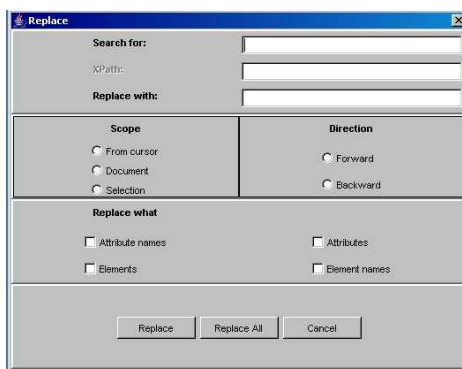 Replace
Search for:
XPath:
Replace with:
Scope
From cursor
Document
Selection
Direction
Forward
Backward
Replace what
Attribute names
Attributes
Elements
Element names
Replace Replace All Cancel